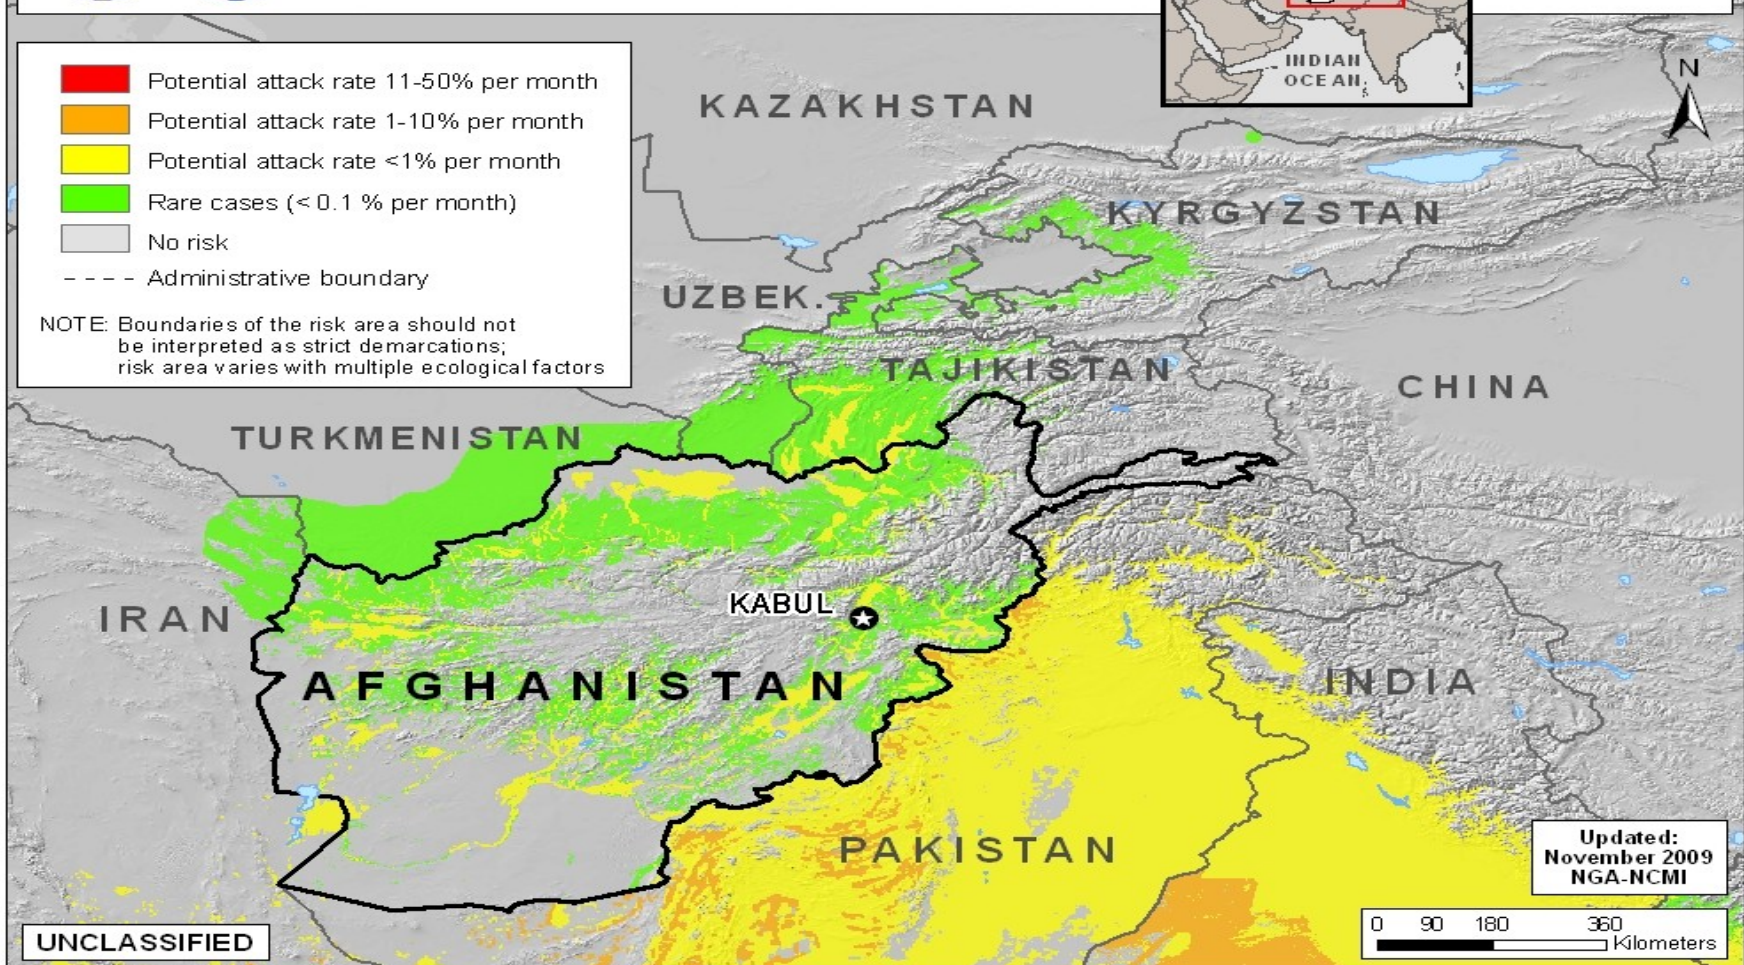 Potential attack rate 11-50% per month
Potential attack rate 1-10% per month
Potential attack rate <1% per month
Rare cases (< 0.1 % per month)
No risk
Administrative boundary
NOTE: Boundaries of the risk area should not
be interpreted as strict demarcations;
risk area varies with multiple ecological factors
INDIAN
OCEAN
N
KAZAKHSTAN
KYRGYZSTAN
UZBEK.
TAJIKISTAN
CHINA
TURKMENISTAN
IRAN
KABUL
AFGHANISTAN
INDIA
PAKISTAN
Updated:
November 2009
NGA-NCMI
0 90 180 360
Kilometers
UNCLASSIFIED